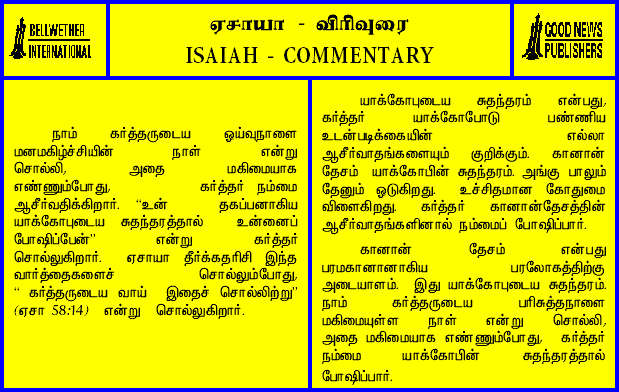 BELLWETHER
INTERNATIONAL
ஏசாயா - விரிவுரை
ISAIAH - COMMENTARY
GOOD NEWS
PUBLISHERS
நாம் கர்த்தருடைய ஓய்வுநாளை
மனமகிழ்ச்சியின் நாள் என்று
சொல்லி, அதை மகிமையாக
எண்ணும்போது, கர்த்தர் நம்மை
ஆசீர்வதிக்கிறார். “உன் தகப்பனாகிய
யாக்கோபுடைய சுதந்தரத்தால் உன்னைப்
போஷிப்பேன்” என்று கர்த்தர்
சொல்லுகிறார். ஏசாயா தீர்க்கதரிசி இந்த
வார்த்தைகளைச் சொல்லும்போது,
“ கர்த்தருடைய வாய் இதைச் சொல்லிற்று”
(ஏசா 58:14) என்று சொல்லுகிறார்.
யாக்கோபுடைய சுதந்தரம் என்பது,
கர்த்தர் யாக்கோபோடு பண்ணிய
உடன்படிக்கையின் எல்லா
ஆசீர்வாதங்களையும் குறிக்கும். கானான்
தேசம் யாக்கோபின் சுதந்தரம். அங்கு பாலும்
தேனும் ஒடுகிறது. உச்சிதமான கோதுமை
விளைகிறது. கர்த்தர் கானான்தேசத்தின்
ஆசீர்வாதங்களினால் நம்மைப் போஷிப்பார்.
கானான் தேசம் என்பது
பரமகானானாகிய பரலோகத்திற்கு
அடையாளம். இது யாக்கோபுடைய சுதந்தரம்.
நாம் கர்த்தருடைய பரிசுத்தநாளை
மகிமையுள்ள நாள் என்று சொல்லி,
அதை மகிமையாக எண்ணும்போது, கர்த்தர்
நம்மை யாக்கோபின் சுதந்தரத்தால்
போஷிப்பார்.